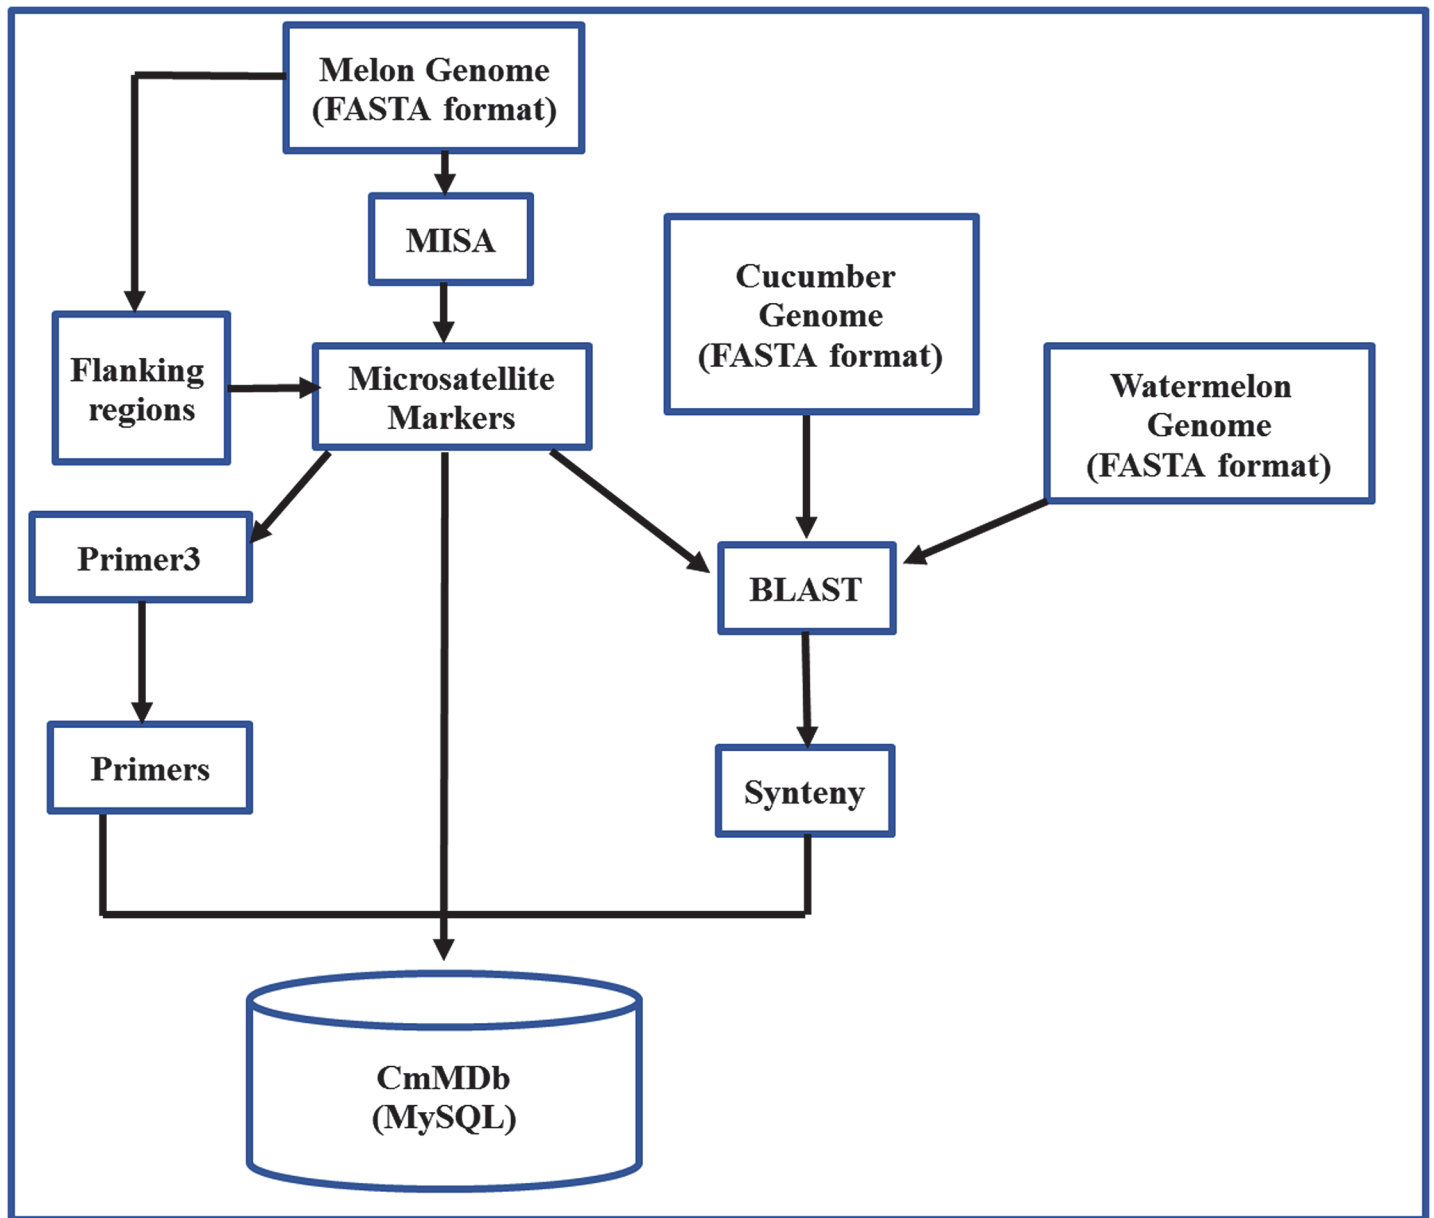 Melon Genome
(FASTA format)
MISA
Cucumber
Genome
(FASTA format)
Flanking
regions
Microsatellite
Markers
Watermelon
Genome
(FASTA format)
Primer3
BLAST
Primers
Synteny
CmMDb
(MySQL)